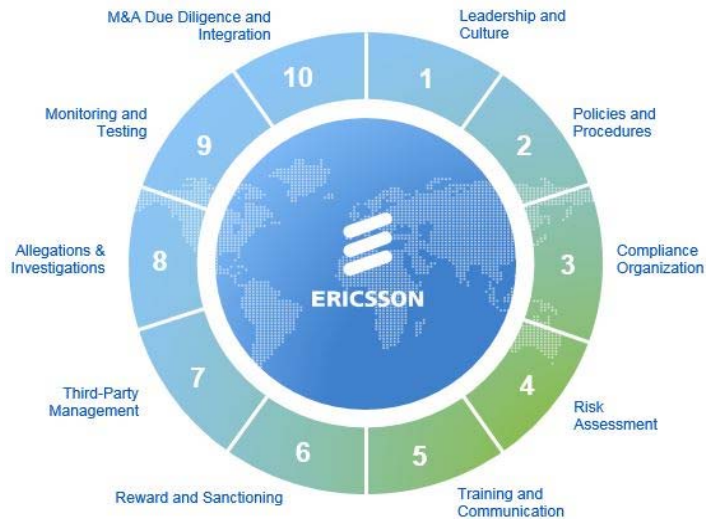 M&A Due Diligence and
Integration
10
Leadership and
Culture
1
Policies and
Procedures
2
Compliance
Organization
3
Risk
Assessment
4
Training and
Communication
5
Reward and Sanctioning
6
Third-Party
Management
7
Allegations &
Investigations
8
Monitoring and
Testing
9
ERICSSON